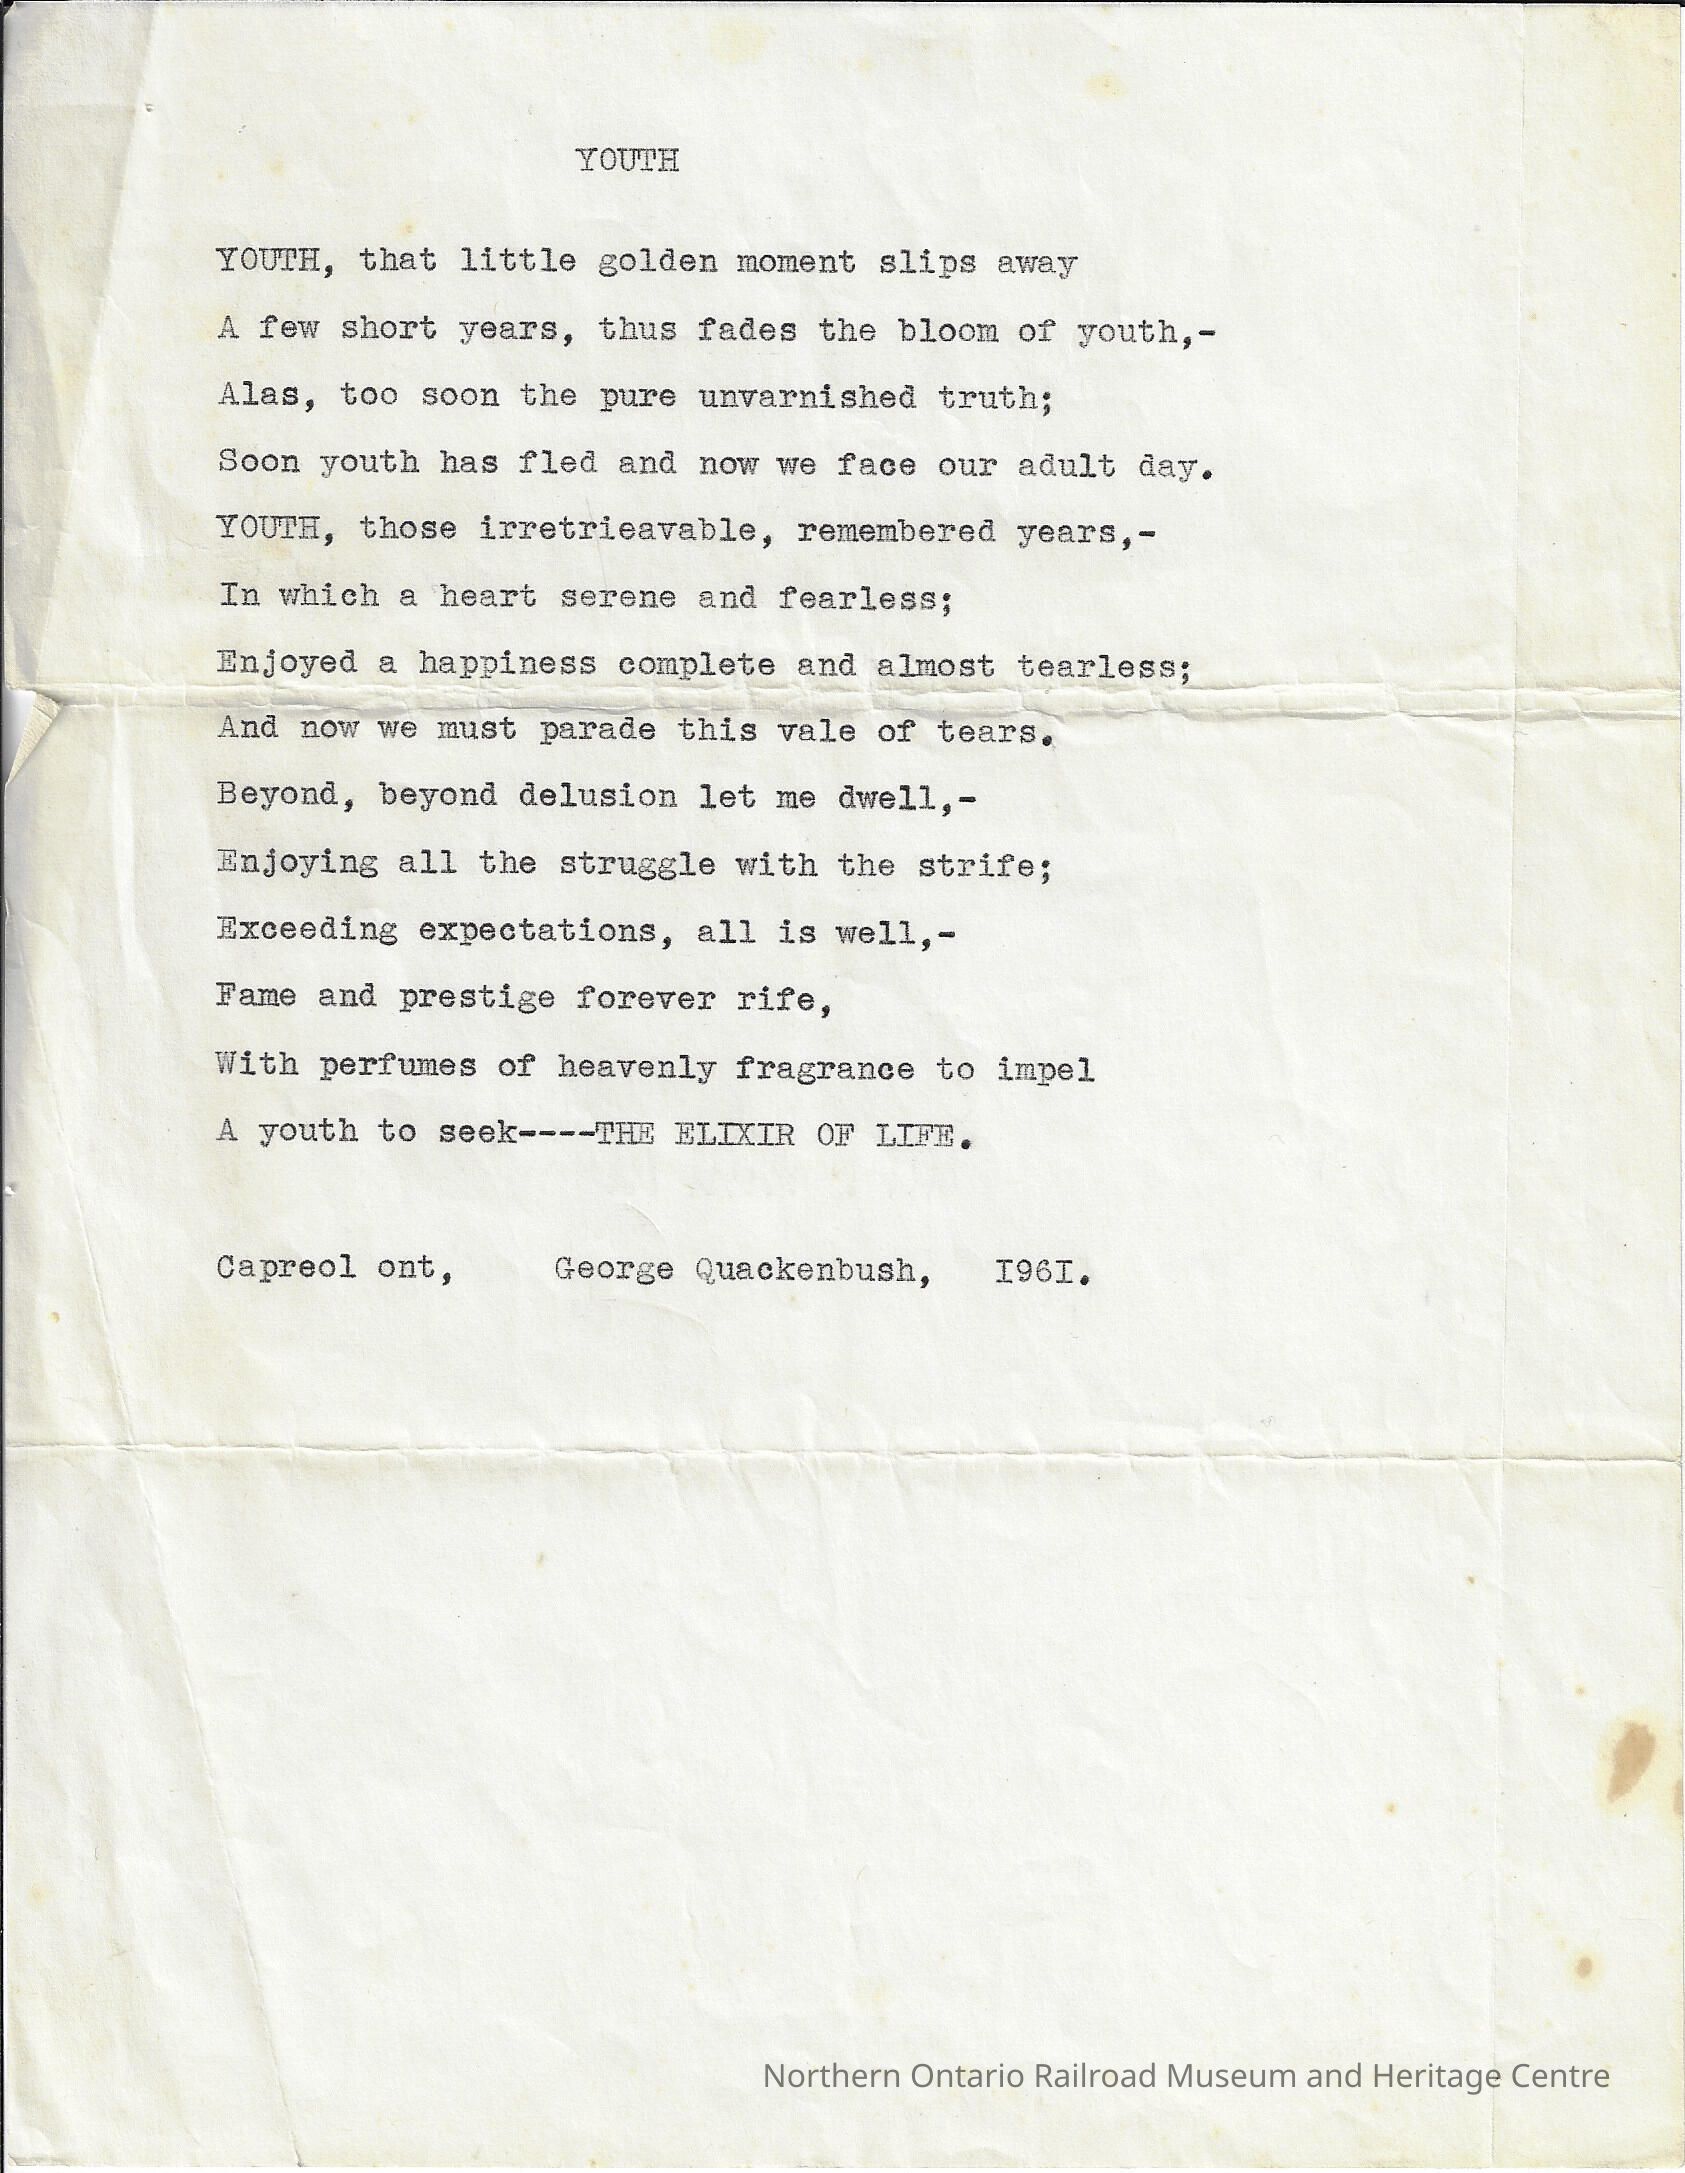 YOUTH
YOUTH, that little golden moment slips away
A few short years, thus fades the bloom of youth,-
Alas, too soon the pure unvarnished truth;
Soon youth has fled and now we face our adult day.
YOUTH, those irretrieavable, remembered years,-
In which a heart serene and fearless;
Enjoyed a happiness complete and almost tearless;
And now we must parade this vale of tears.
Beyond, beyond delusion let me dwell,-
Enjoying all the struggle with the strife;
Exceeding expectations, all is well,-
Fame and prestige forever rife,
With perfumes of heavenly fragrance to impel
A youth to seek----THE ELIXIR OF LIFE.
Capreol ont, George Quackenbush, I96I.
Northern Ontario Railroad Museum and Heritage Centre